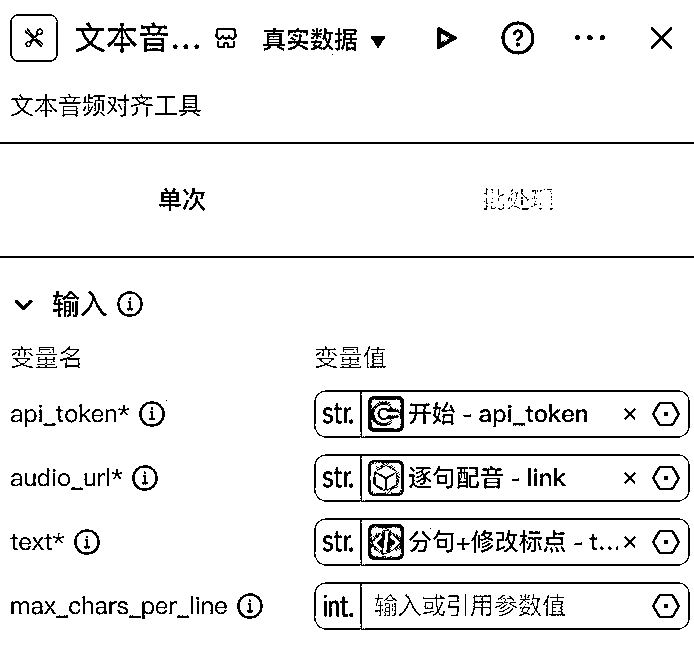 文本音... 真实数据
文本音频对齐工具
单次 批处理
输入
变量名 变量值
api_token* str. 开始 - api_token
audio_url* str. 逐句配音 - link
text* str. 分句+修改标点 - t...
max_chars_per_line int. 输入或引用参数值